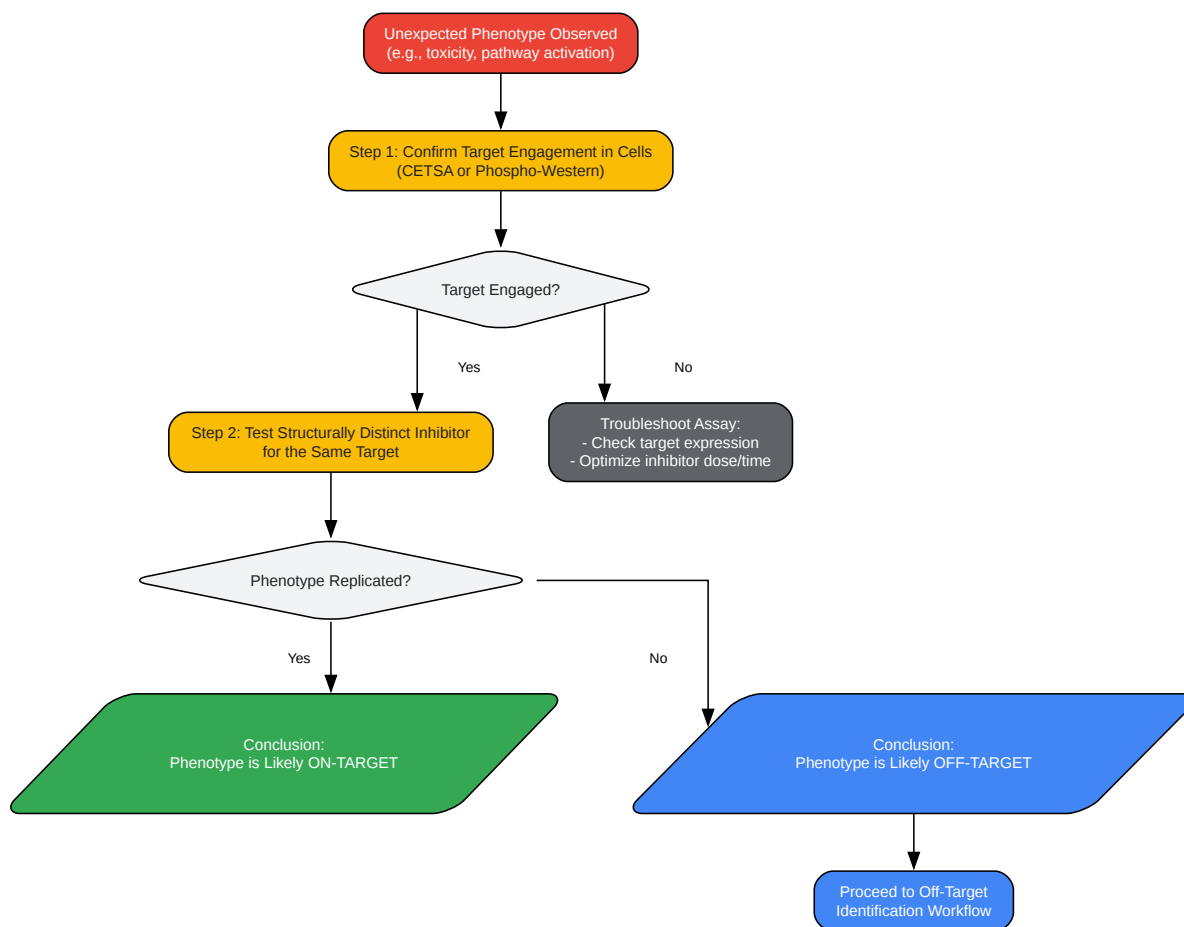 Unexpected Phenotype Observed
(e.g., toxicity, pathway activation)
Step 1: Confirm Target Engagement in Cells
(CETSA or Phospho-Western)
Target Engaged?
Yes
No
Step 2: Test Structurally Distinct Inhibitor
for the Same Target
Troubleshoot Assay:
- Check target expression
- Optimize inhibitor dose/time
Phenotype Replicated?
Yes
No
Conclusion:
Phenotype is Likely ON-TARGET
Conclusion:
Phenotype is Likely OFF-TARGET
Proceed to Off-Target
Identification Workflow